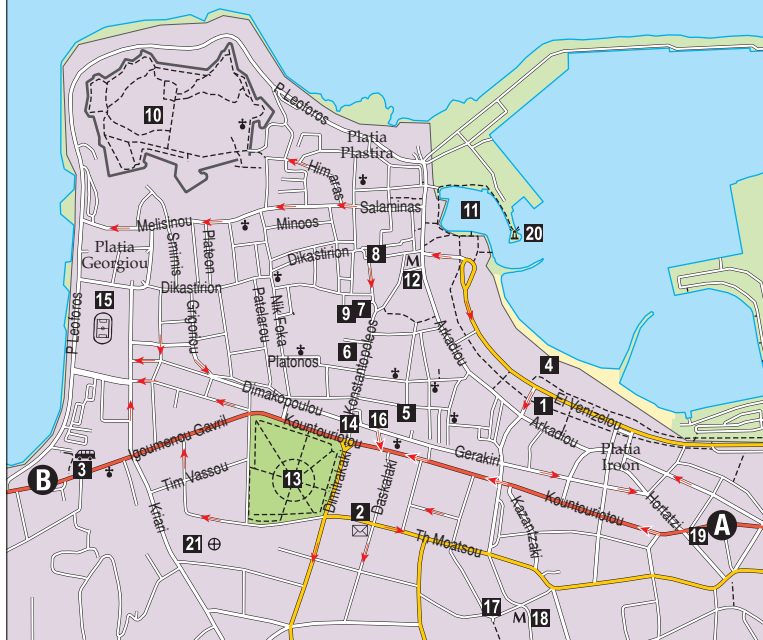 P Leoforos
10
Platia
Plastira
Himaras
Salaminas
11
20
Melisinou
Minoos
Platia
Georgiou
Smirnis
Plateon
Dikastirion
8
M
12
Dikastirion
15
P Leoforos
Grigoriou
Patelarou
Nik Foka
9
7
Arkadiou
Konstantopoleos
6
Platonos
4
Dimakopoulou
5
1
El Venizelou
16
14
Arkadiou
Igoumenou Gavril
Kountouriotou
Gerakiri
Platia
Iroon
3
B
Tim Vassou
13
Dimitrakaki
Daskalaki
Kountouriotou
Hortatzi
Kriari
2
Kazantzaki
A
19
Th Moatsou
21
17
M
18